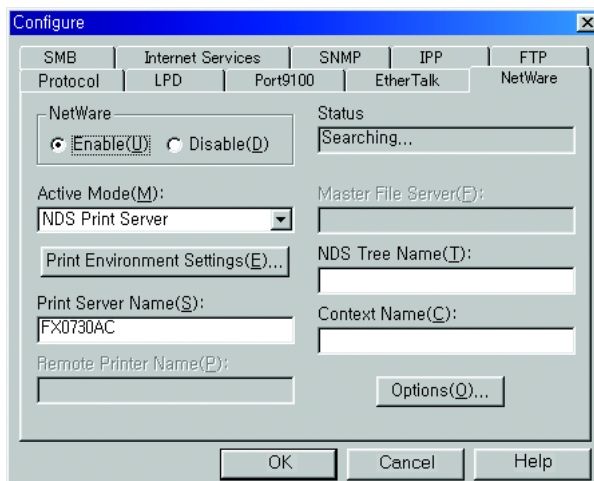 Configure
SMB Internet Services SNMP IPP FTP
Protocol LPD Port9100 EtherTalk NetWare
NetWare
Enable(U) Disable(D)
Status
Searching...
Active Mode(M):
NDS Print Server
Master File Server(F):
Print Environment Settings(E)...
NDS Tree Name(T):
Print Server Name(S):
FX0730AC
Context Name(C):
Remote Printer Name(P):
Options(O)...
OK Cancel Help